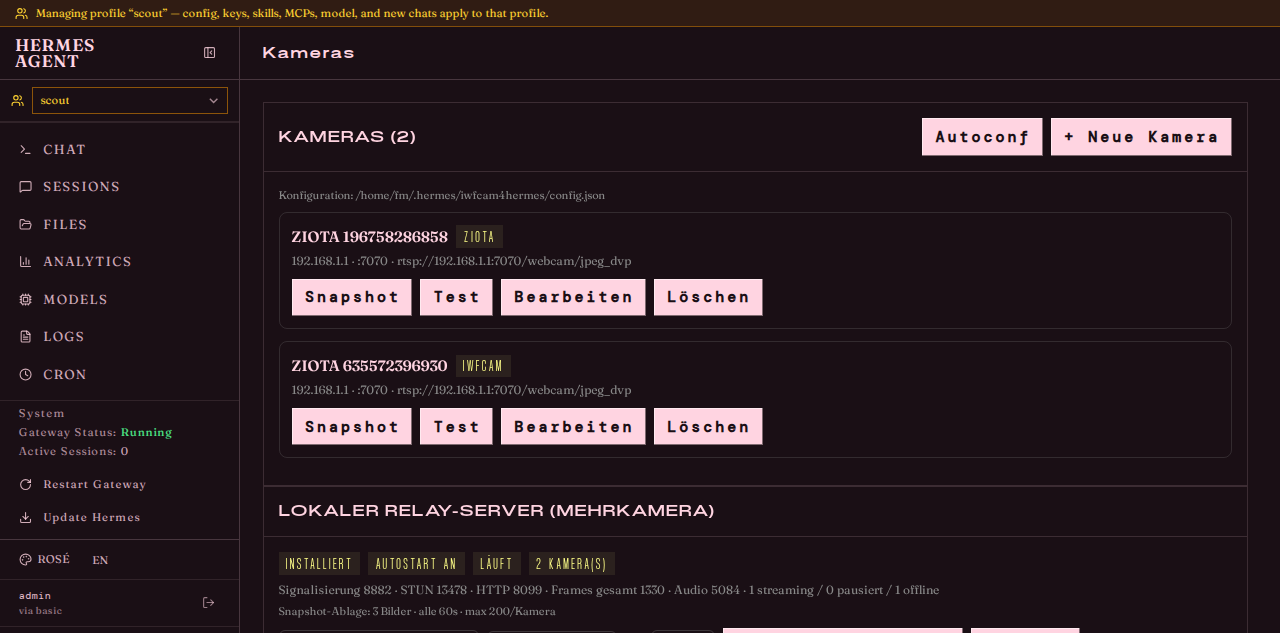 Managing profile “scout” — config, keys, skills, MCPs, model, and new chats apply to that profile.
HERMES
AGENT
scout
CHAT
SESSIONS
FILES
ANALYTICS
MODELS
LOGS
CRON
System
Gateway Status: Running
Active Sessions: 0
Restart Gateway
Update Hermes
ROSÉ EN
admin
via basic
Kameras
KAMERAS (2)
Autoconf + Neue Kamera
Konfiguration: /home/fm/.hermes/iwfcam4hermes/config.json
ZIOTA 196758286858 ZIOTA
192.168.1.1 · :7070 · rtsp://192.168.1.1:7070/webcam/jpeg_dvp
Snapshot Test Bearbeiten Löschen
ZIOTA 635572396930 IWFCAM
192.168.1.1 · :7070 · rtsp://192.168.1.1:7070/webcam/jpeg_dvp
Snapshot Test Bearbeiten Löschen
LOKALER RELAY-SERVER (MEHRKAMERA)
INSTALLIERT AUTOSTART AN LÄUFT 2 KAMERA(S)
Signalisierung 8882 · STUN 13478 · HTTP 8099 · Frames gesamt 1330 · Audio 5084 · 1 streaming / 0 pausiert / 1 offline
Snapshot-Ablage: 3 Bilder · alle 60s · max 200/Kamera